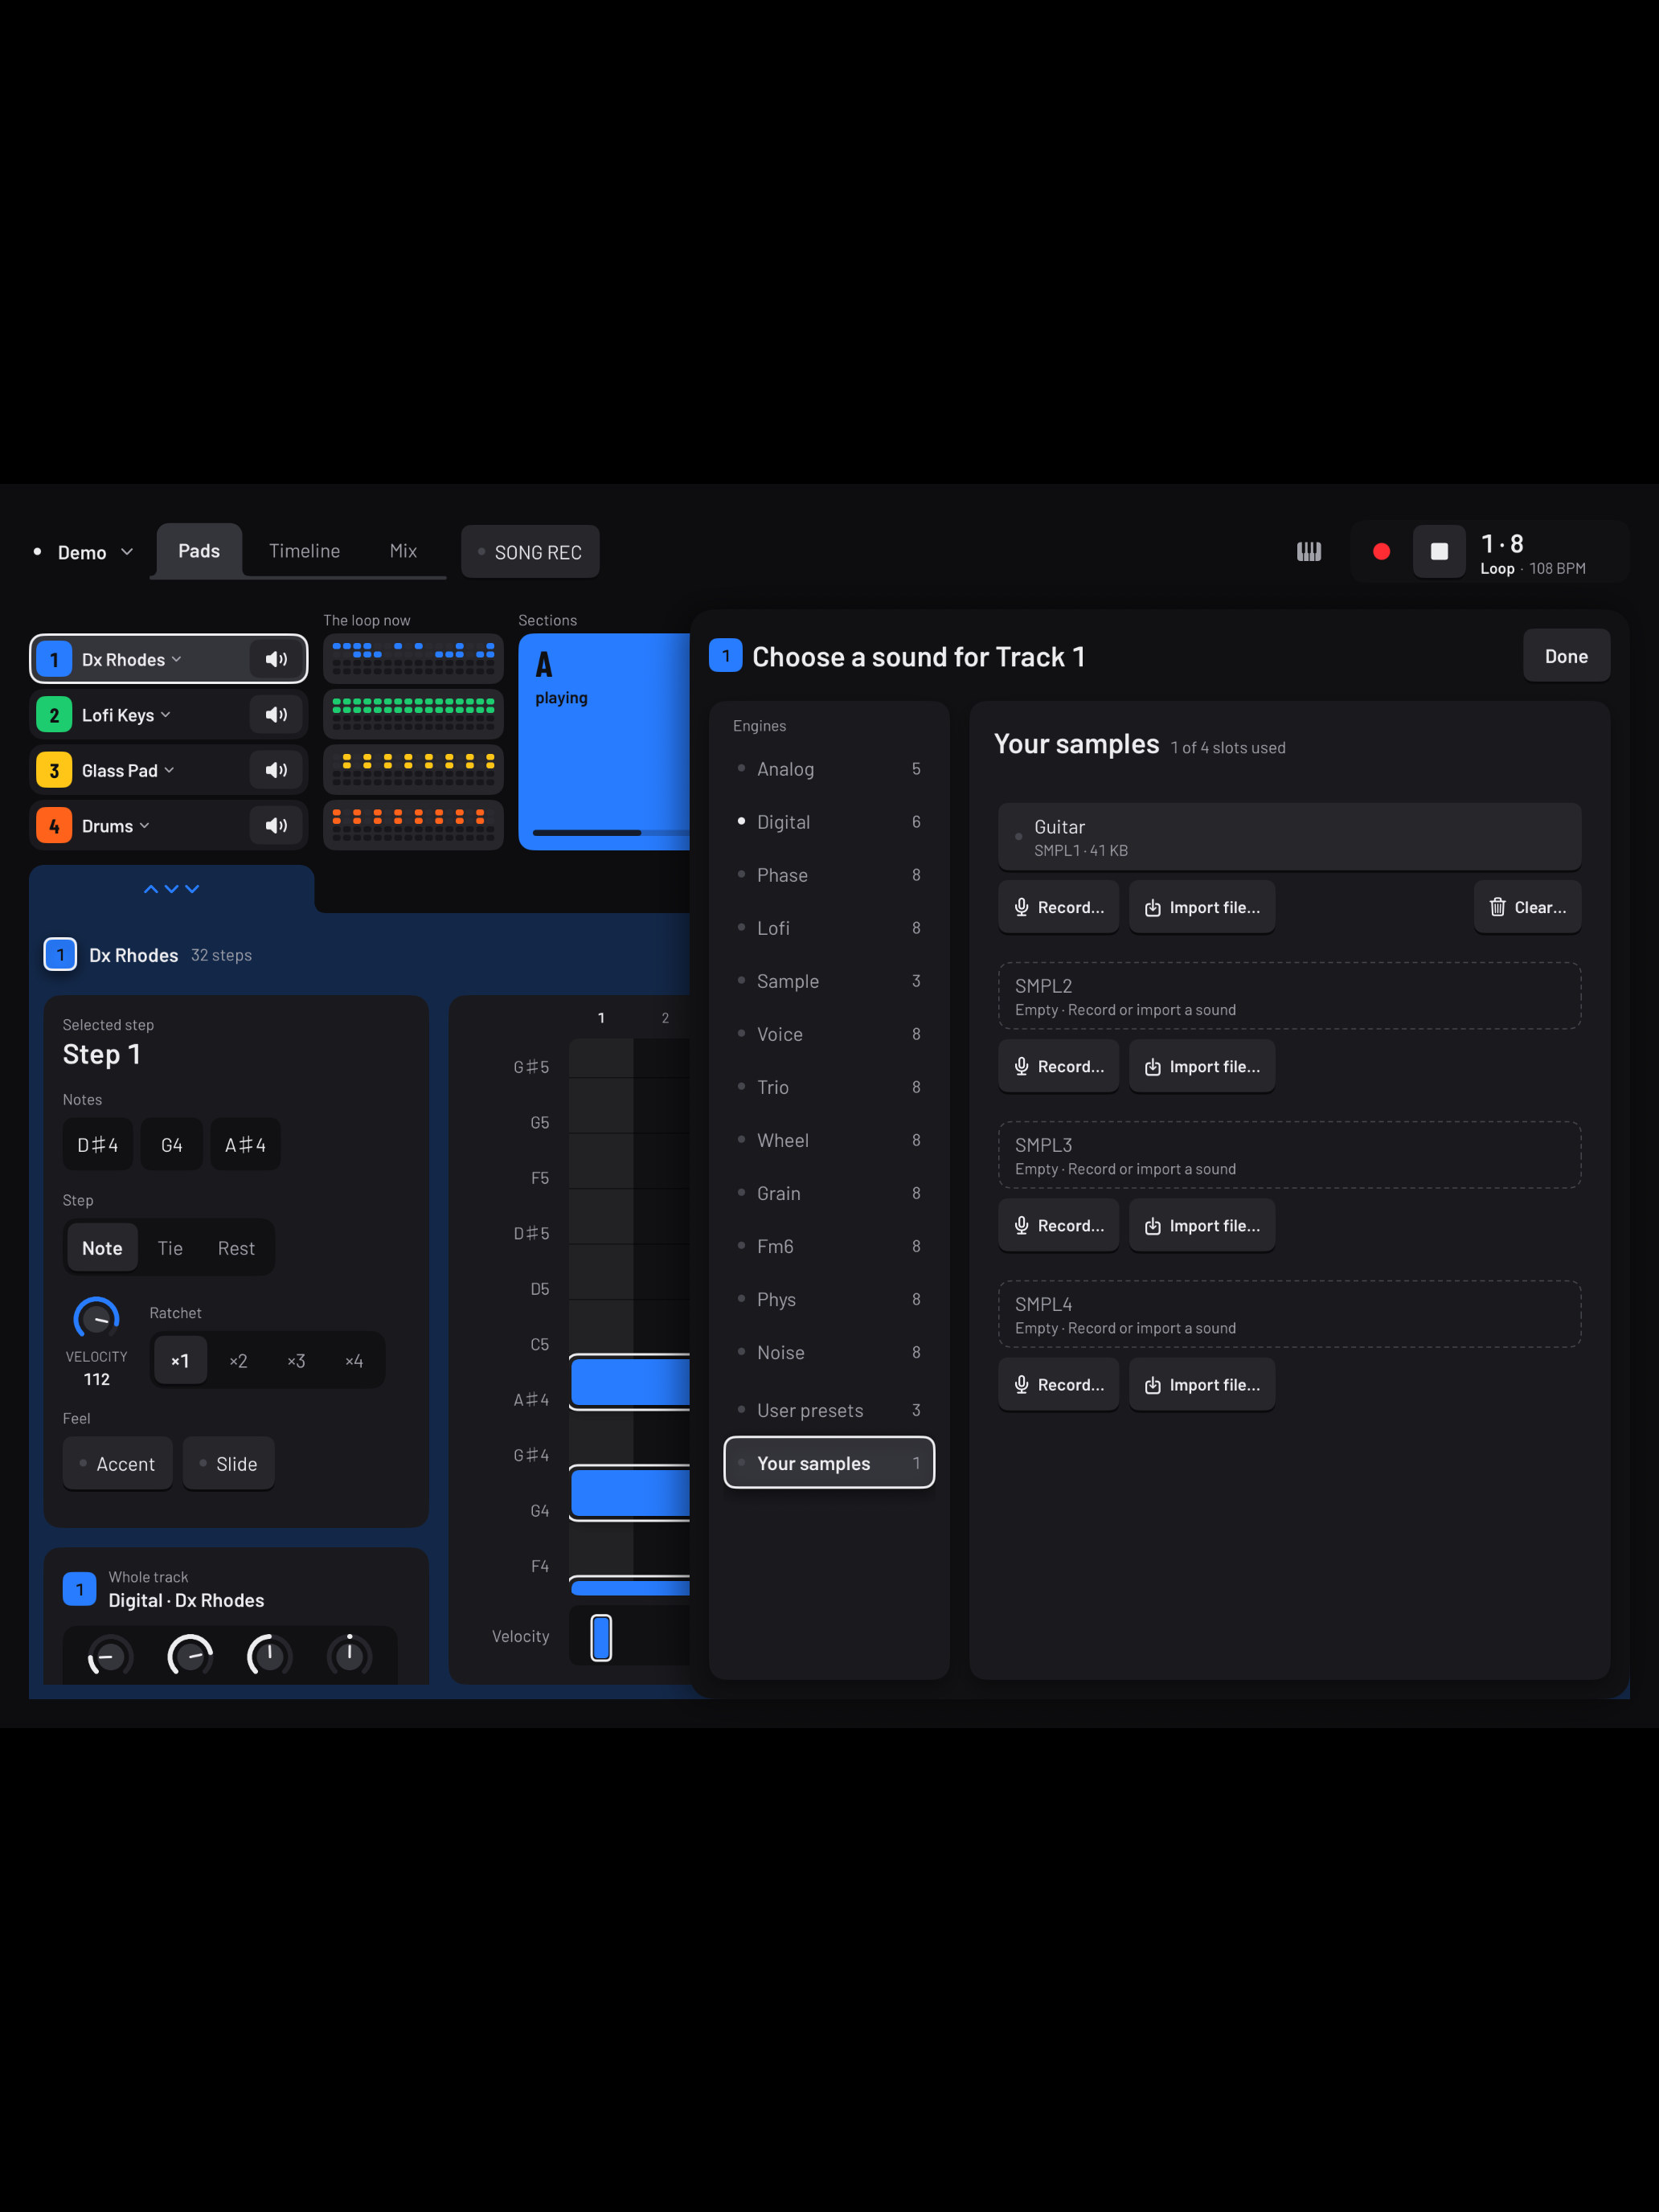 Demo
Pads
Timeline
Mix
SONG REC
1·8
Loop · 108 BPM
The loop now
Sections
1
Dx Rhodes
2
Lofi Keys
3
Glass Pad
4
Drums
A
playing
1
Dx Rhodes
32 steps
Selected step
Step 1
Notes
D♯4
G4
A♯4
Step
Note
Tie
Rest
VELOCITY
112
Ratchet
×1
×2
×3
×4
Feel
Accent
Slide
1
Whole track
Digital · Dx Rhodes
1
2
G♯5
G5
F5
D♯5
D5
C5
A♯4
G♯4
G4
F4
Velocity
1
Choose a sound for Track 1
Done
Engines
Analog 5
Digital 6
Phase 8
Lofi 8
Sample 3
Voice 8
Trio 8
Wheel 8
Grain 8
Fm6 8
Phys 8
Noise 8
User presets 3
Your samples 1
Your samples 1 of 4 slots used
Guitar
SMPL1 · 41 KB
Record...
Import file...
Clear...
SMPL2
Empty · Record or import a sound
Record...
Import file...
SMPL3
Empty · Record or import a sound
Record...
Import file...
SMPL4
Empty · Record or import a sound
Record...
Import file...